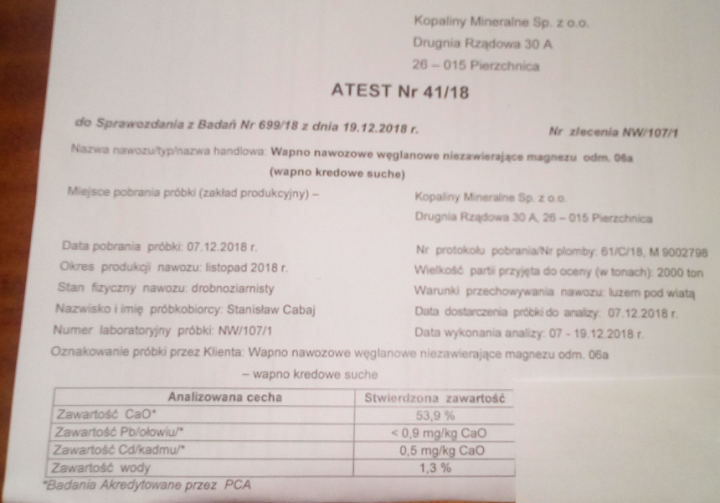 Kopaliny Mineralne Sp. z o.o.
Drugnia Rządowa 30 A
26 – 015 Pierzchnica
ATEST Nr 41/18
do Sprawozdania z Badań Nr 699/18 z dnia 19.12.2018 r.
Nr zlecenia NW/107/1
Nazwa nawozu/typ/nazwa handlowa: Wapno nawozowe węglanowe niezawierające magnezu odm. 06a
(wapno kredowe suche)
Miejsce pobrania próbki (zakład produkcyjny) –
Kopaliny Mineralne Sp. z o.o.
Drugnia Rządowa 30 A, 26 – 015 Pierzchnica
Data pobrania próbki: 07.12.2018 r.
Nr protokołu pobrania/Nr plomby: 61/C/18, M 9002798
Okres produkcji nawozu: listopad 2018 r.
Wielkość partii przyjęta do oceny (w tonach): 2000 ton
Stan fizyczny nawozu: drobnoziarnisty
Warunki przechowywania nawozu: luzem pod wiatą
Nazwisko i imię próbkobiorcy: Stanisław Cabaj
Data dostarczenia próbki do analizy: 07.12.2018 r.
Numer laboratoryjny próbki: NW/107/1
Data wykonania analizy: 07 - 19.12.2018 r.
Oznakowanie próbki przez Klienta: Wapno nawozowe węglanowe niezawierające magnezu odm. 06a
– wapno kredowe suche
Analizowana cecha Stwierdzona zawartość
Zawartość CaO* 53,9 %
Zawartość Pb/ołowiu/* < 0,9 mg/kg CaO
Zawartość Cd/kadmu/* 0,5 mg/kg CaO
Zawartość wody 1,3 %
*Badania Akredytowane przez PCA